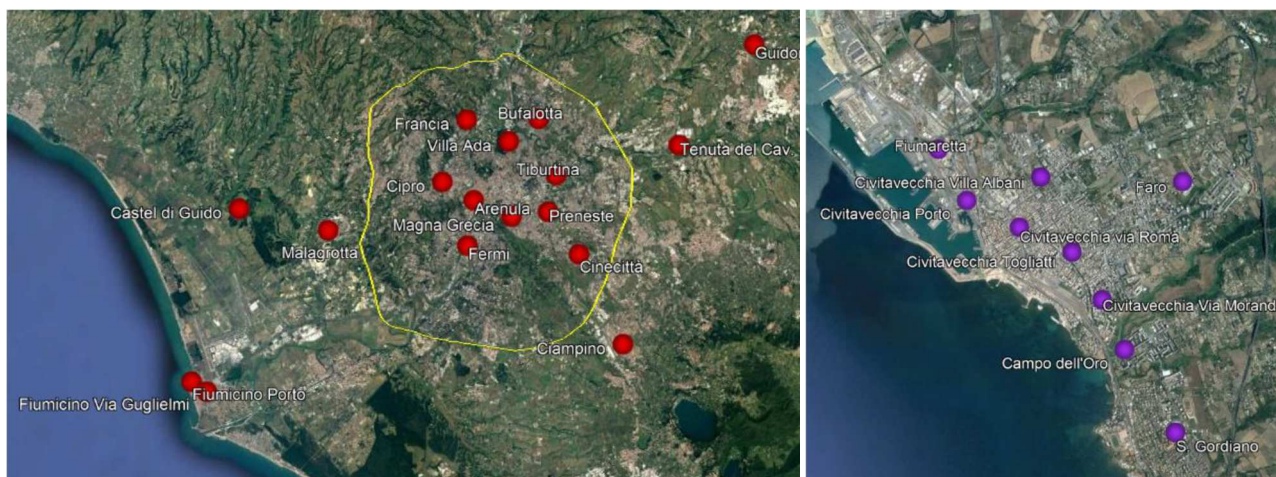 Guidon
Francia
Bufalotta
Villa Ada
Tenuta del Cav
Tiburtina
Cipro
Castel di Guido
Arenula
Preneste
Magna Grecia
Malagrotta
Fermi
Cinecittà
Ciampino
Fiumicino Porto
Fiumicino Via Guglielmi
Fiumaretta
Civitavecchia Villa Albani
Faro
Civitavecchia Porto
Civitavecchia via Roma
Civitavecchia Togliatti
Civitavecchia Via Morand
Campo dell'Oro
S. Gordiano